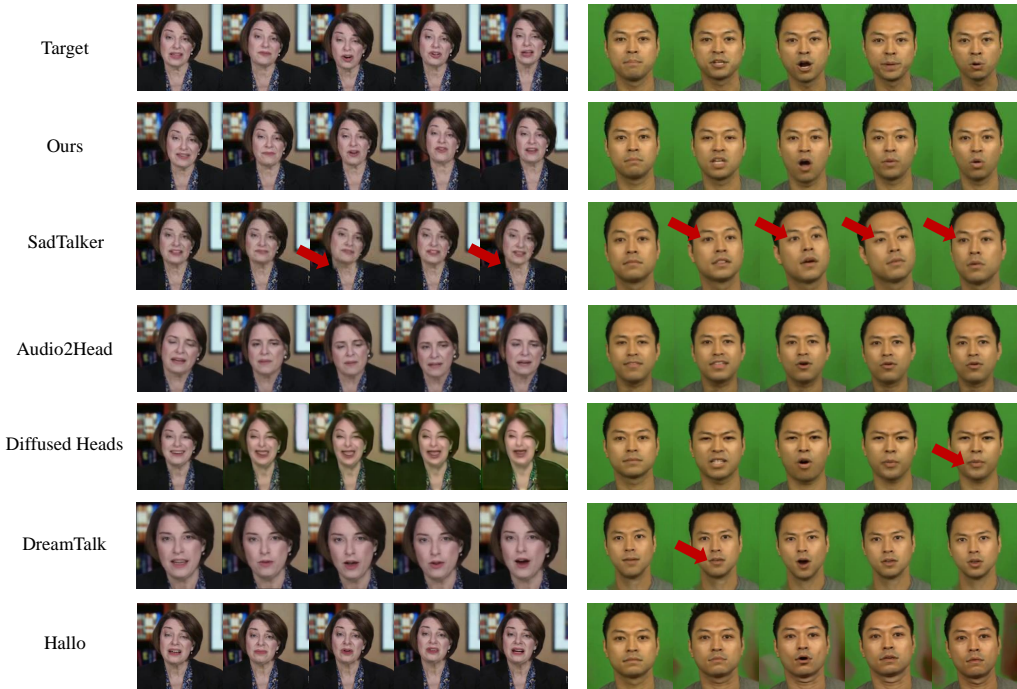 Target
Ours
SadTalker
Audio2Head
Diffused Heads
DreamTalk
Hallo